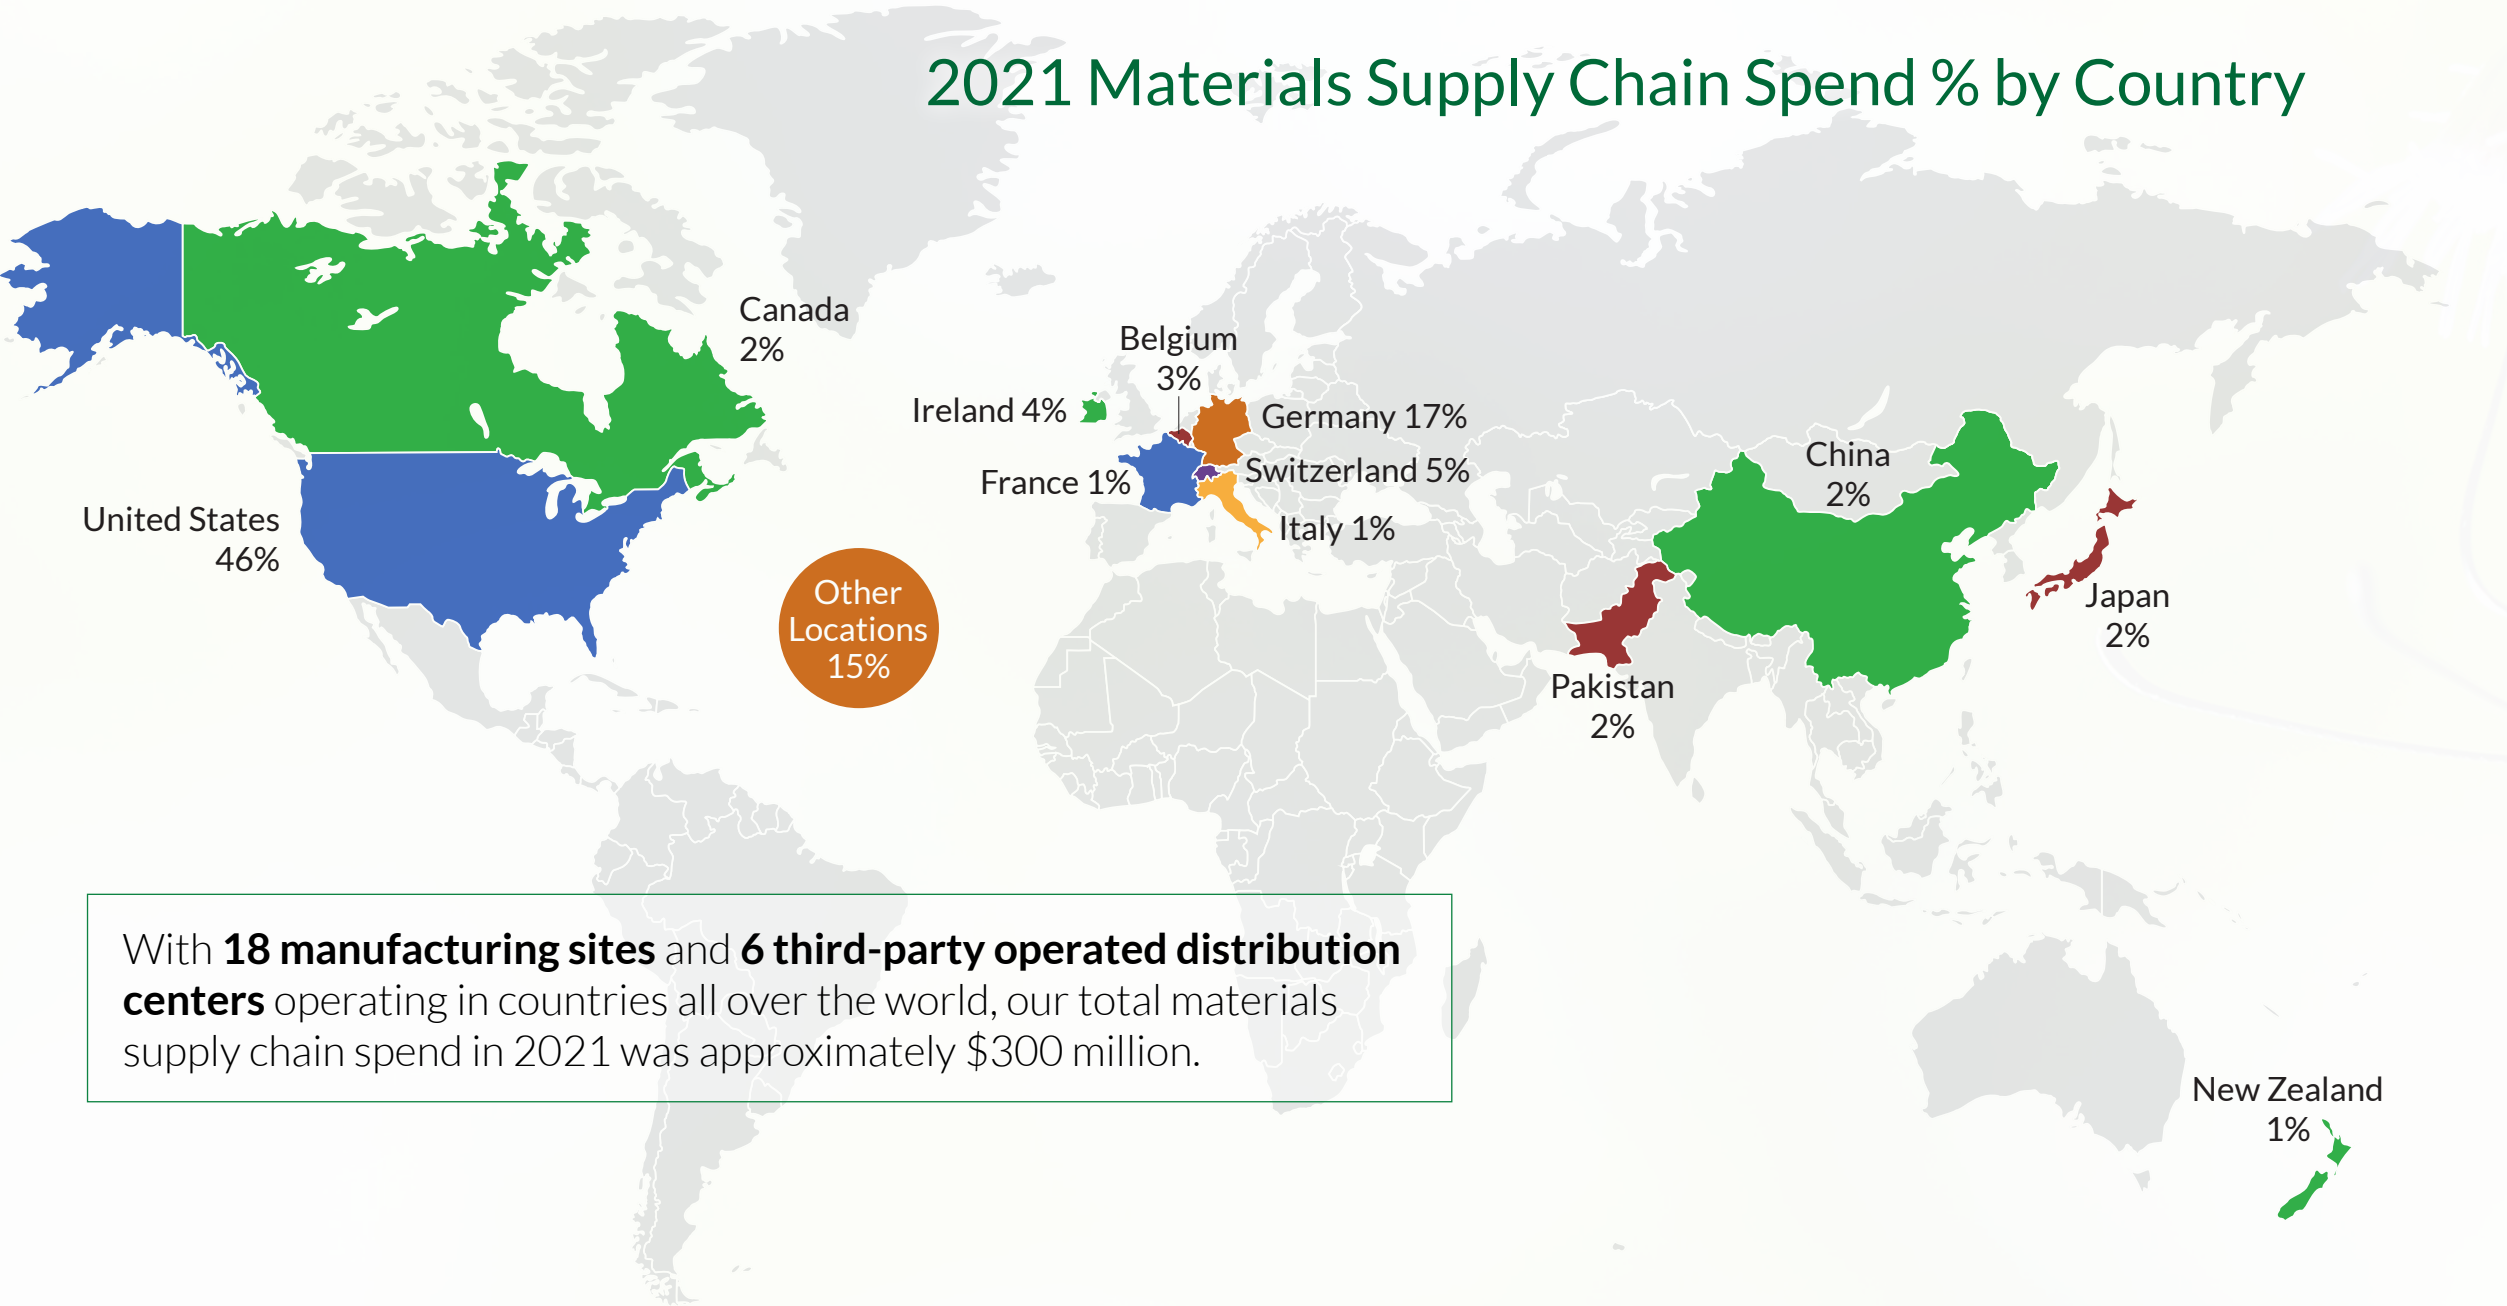 2021 Materials Supply Chain Spend % by Country
Canada
2%
Belgium
3%
Ireland 4%
Germany 17%
France 1%
Switzerland 5%
Italy 1%
China
2%
United States
46%
Other
Locations
15%
Japan
2%
Pakistan
2%
With 18 manufacturing sites and 6 third-party operated distribution
centers operating in countries all over the world, our total materials
supply chain spend in 2021 was approximately $300 million.
New Zealand
1%